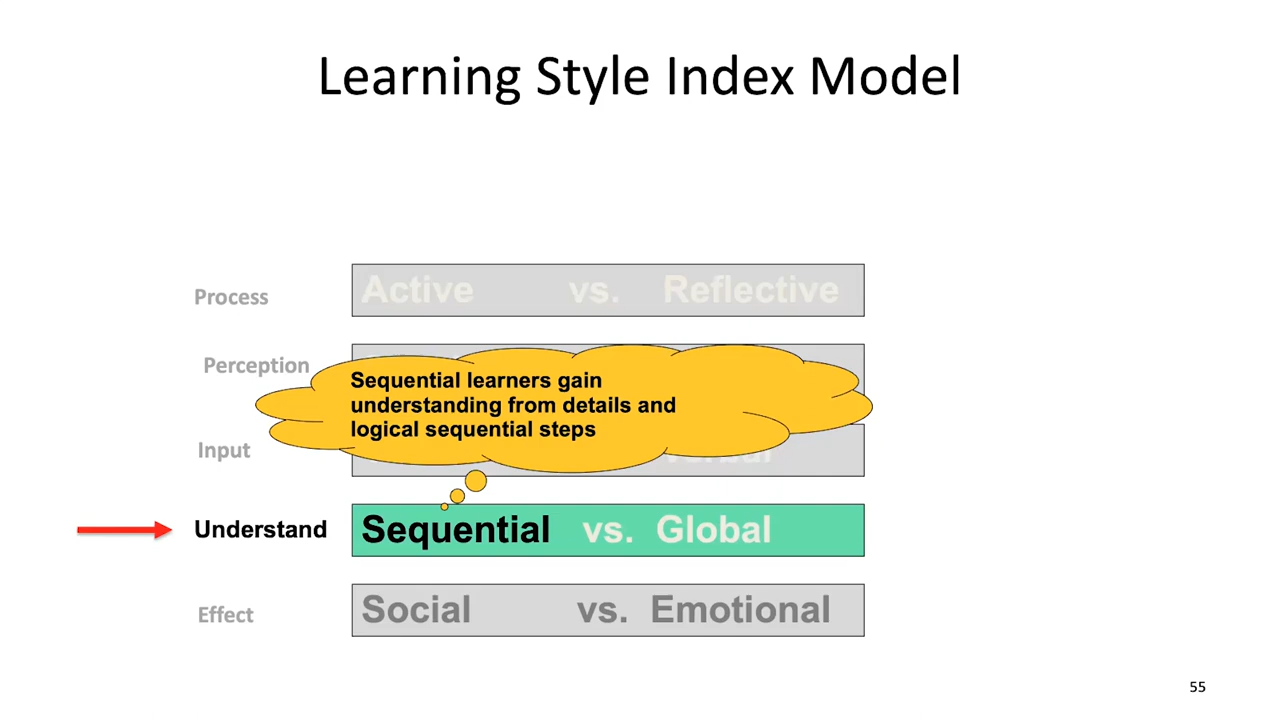 Learning Style Index Model
Process
Active vs. Reflective
Perception
Sequential learners gain
understanding from details and
logical sequential steps
Input
Understand
Sequential vs. Global
Effect
Social vs. Emotional
55